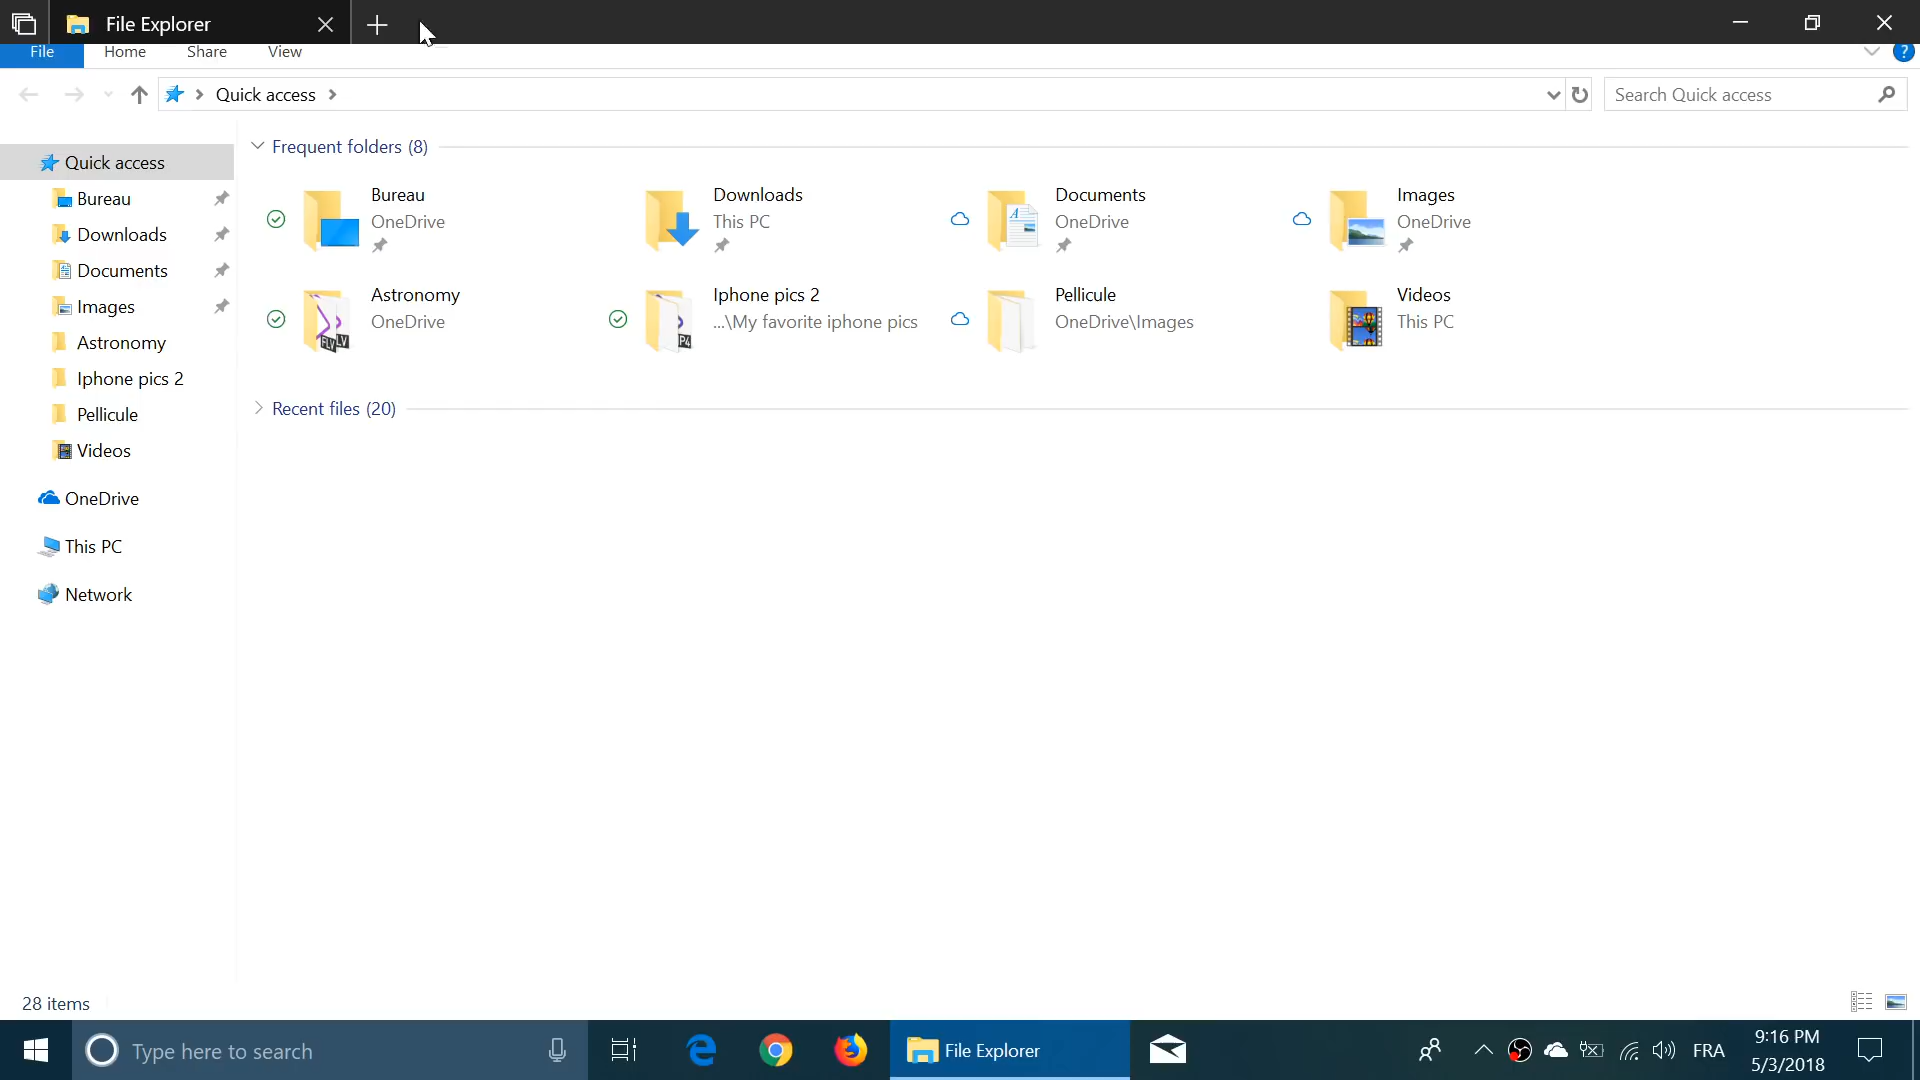 File Explorer
File Home Share View
?
Quick access
Search Quick access
Quick access
Bureau
Downloads
Documents
Images
Astronomy
Iphone pics 2
Pellicule
Videos
OneDrive
This PC
Network
Frequent folders (8)
Bureau
OneDrive
Downloads
This PC
Documents
OneDrive
A
Images
OneDrive
Astronomy
OneDrive
FLV
LV
Iphone pics 2
...\My favorite iphone pics
P4
Pellicule
OneDrive\Images
Videos
This PC
Recent files (20)
28 items
Type here to search
File Explorer
FRA
9:16 PM
5/3/2018